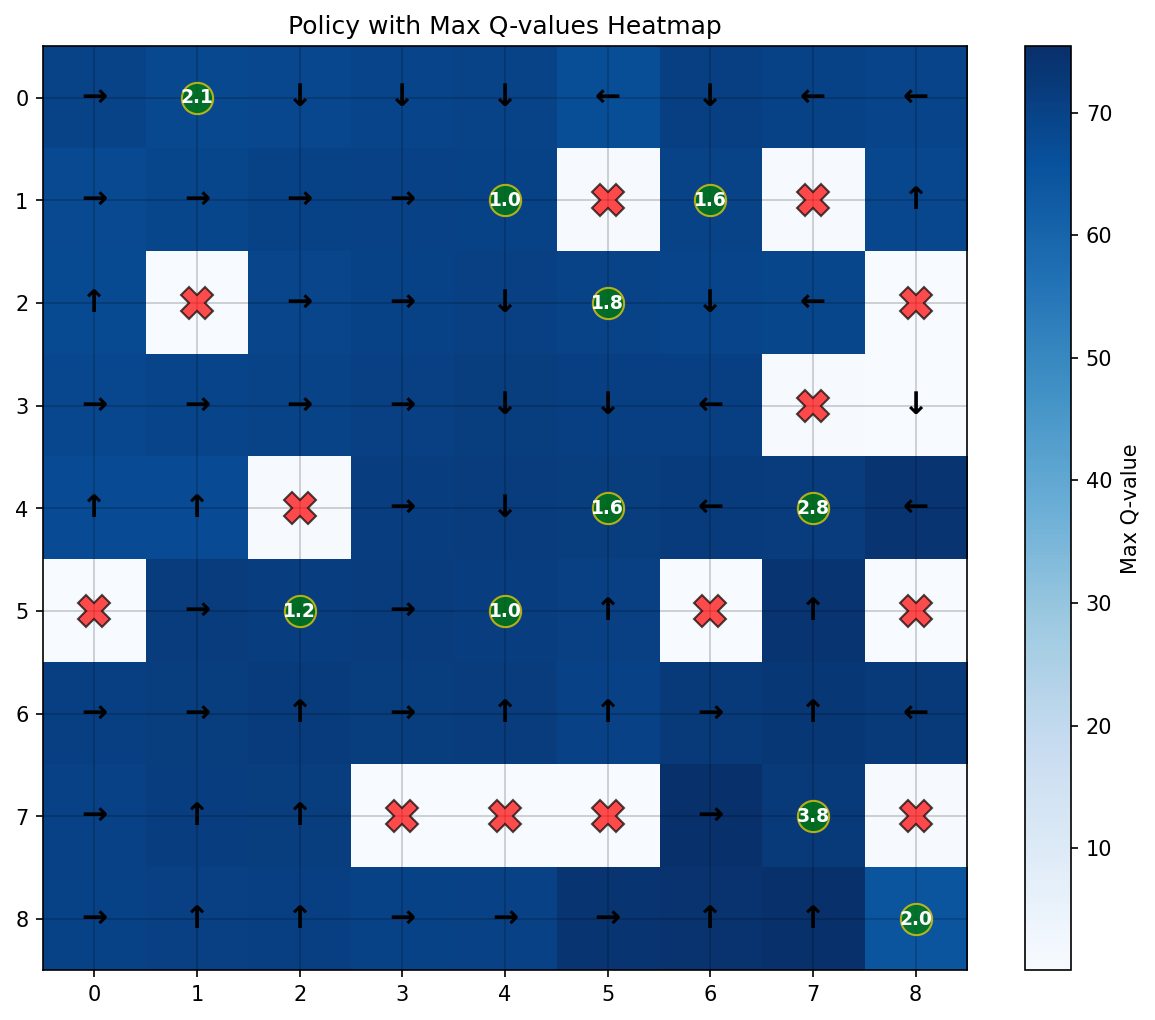 Policy with Max Q-values Heatmap
0 → 2.1 ↓ ↓ ↓ ← ↓ ← ←
1 → → → → 1.0 1.6 ↑
2 ↑ → → ↓ 1.8 ↓ ←
3 → → → → ↓ ↓ ← ↓
4 ↑ ↑ → ↓ 1.6 ← 2.8 ←
5 → 1.2 → 1.0 ↑ ↑
6 → → ↑ → ↑ ↑ → ↑ ←
7 → ↑ ↑ → 3.8
8 → ↑ ↑ → → → ↑ ↑ 2.0
0 1 2 3 4 5 6 7 8
70
60
50
40
30
20
10
Max Q-value